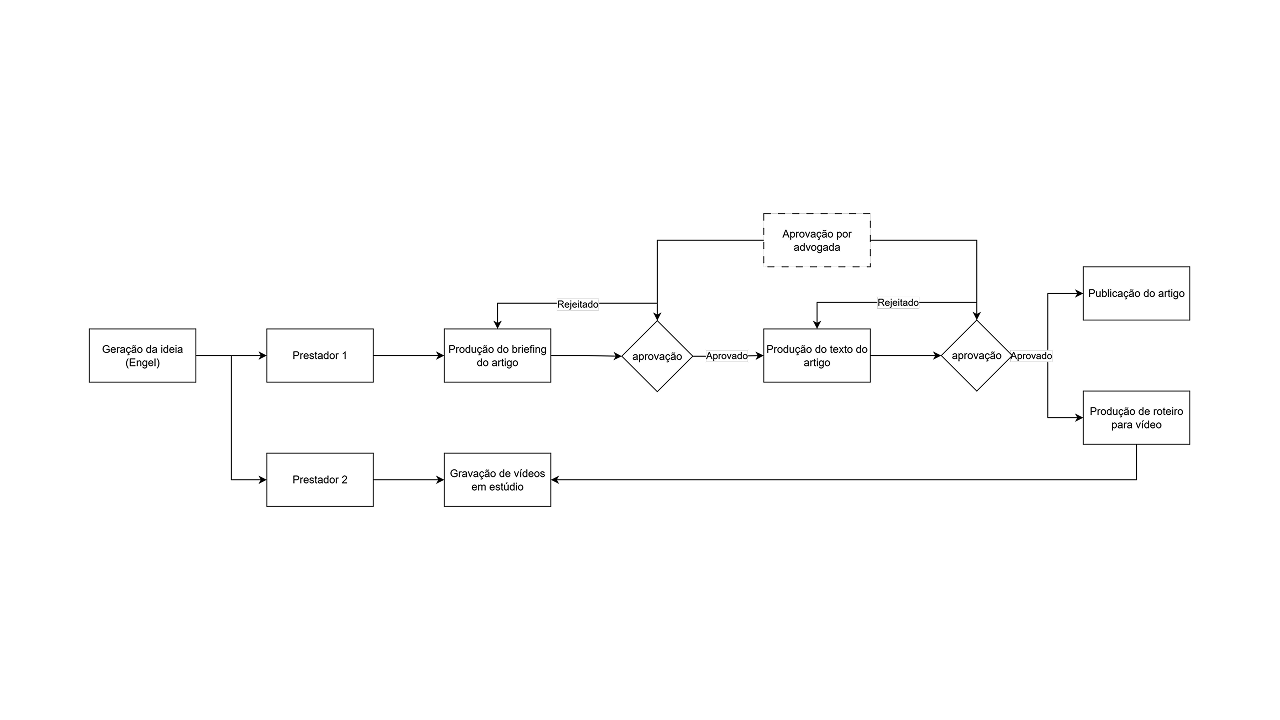 Aprovação por
advogada
Rejeitado
Rejeitado
Publicação do artigo
Geração da ideia
(Engel)
Prestador 1
Produção do briefing
do artigo
aprovação
Aprovado
Produção do texto do
artigo
aprovação
Aprovado
Produção de roteiro
para vídeo
Prestador 2
Gravação de vídeos
em estúdio